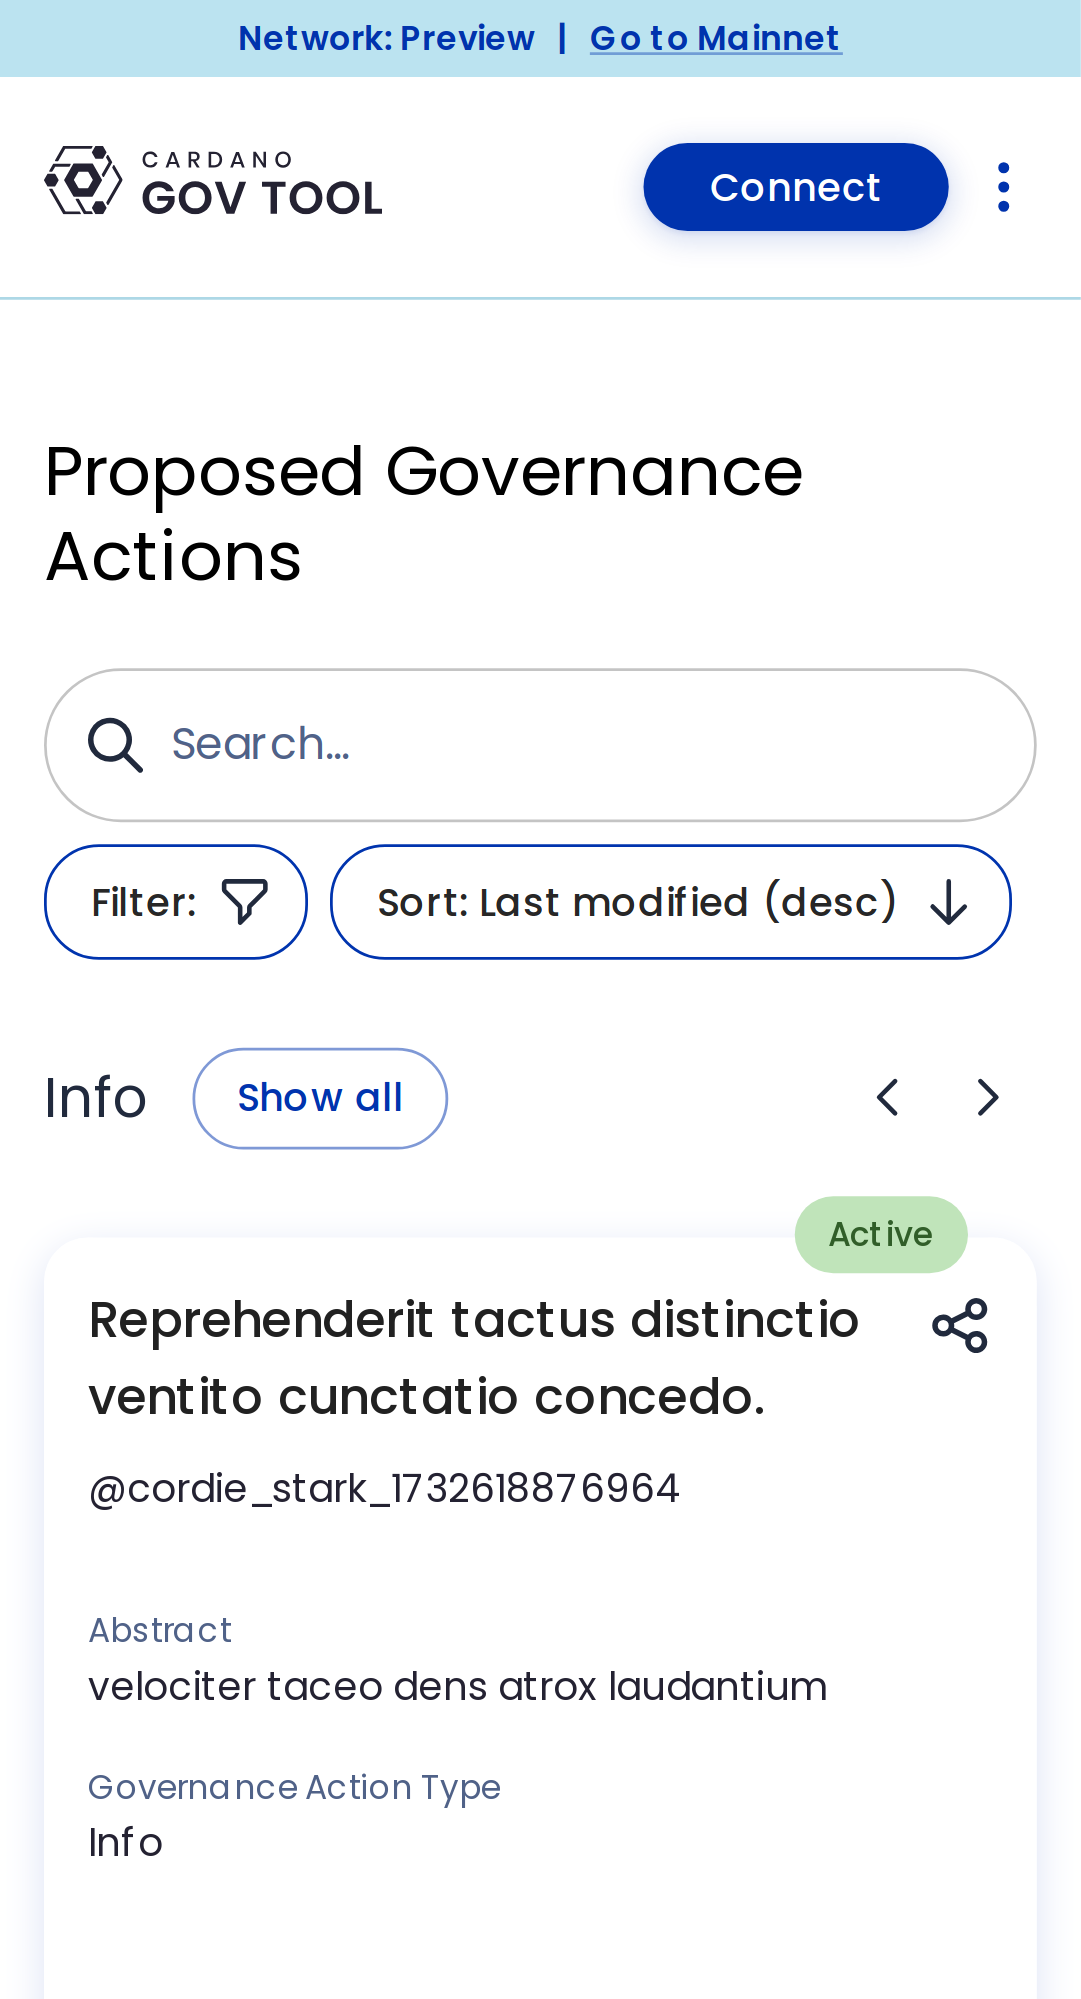 Network: Preview | Go to Mainnet
CARDANO
GOV TOOL
Connect
Proposed Governance
Actions
Search...
Filter:
Sort: Last modified (desc)
Info
Show all
Active
Reprehenderit tactus distinctio
ventito cunctatio concedo.
@cordie_stark_1732618876964
Abstract
velociter taceo dens atrox laudantium
Governance Action Type
Info